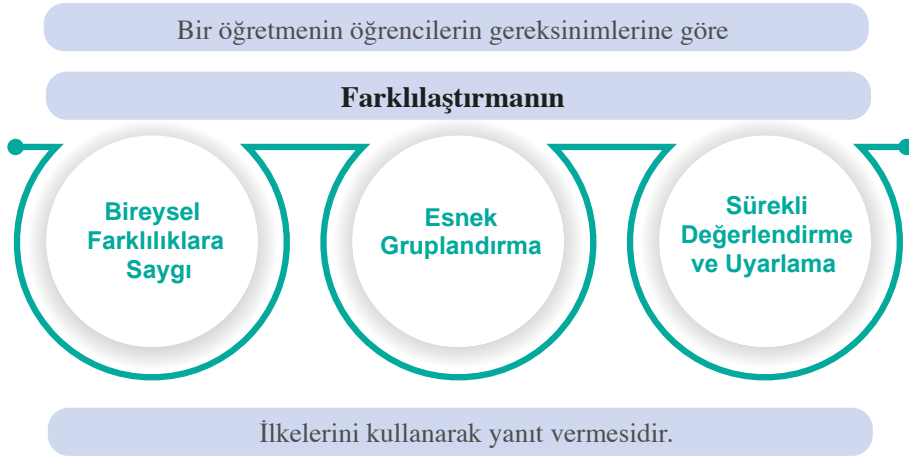 Bir öğretmenin öğrencilerin gereksinimlerine göre
Farklılaştırmanın
Bireysel
Farklılıklara
Saygı
Esnek
Gruplandırma
Sürekli
Değerlendirme
ve Uyarlama
İlkelerini kullanarak yanıt vermesidir.